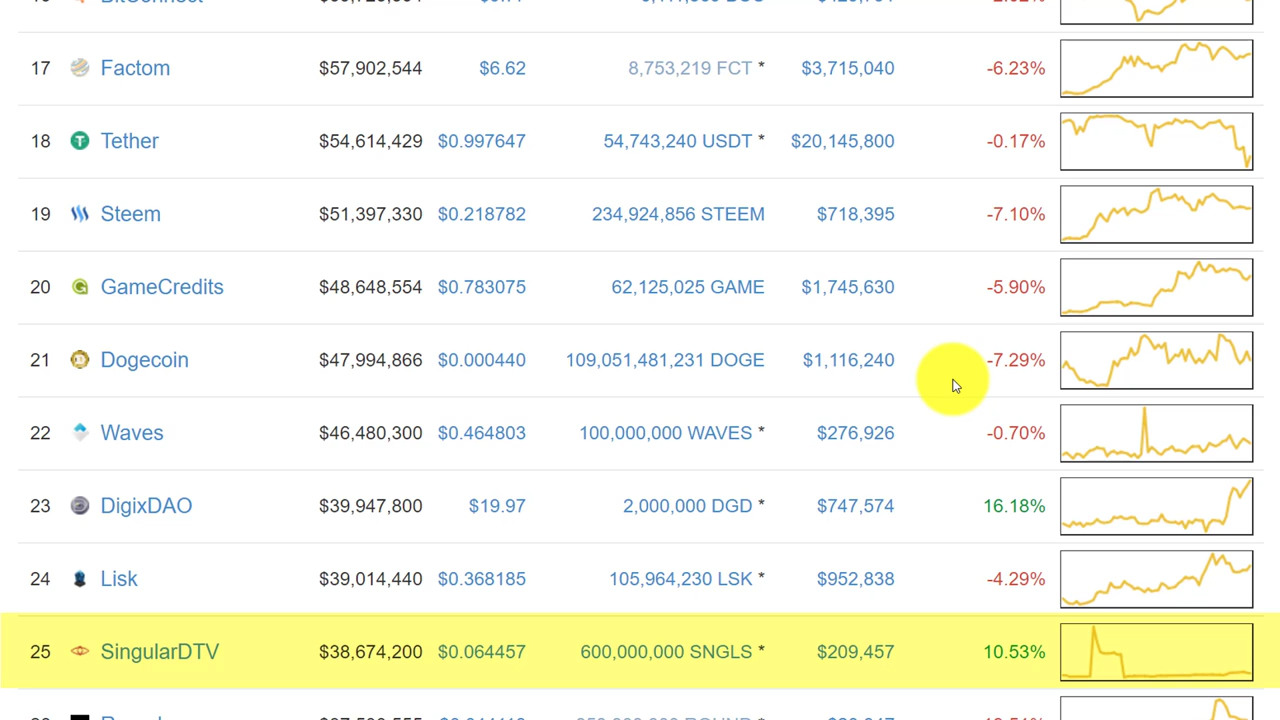 17 Factom $57,902,544 $6.62 8,753,219 FCT * $3,715,040 -6.23%
18 Tether $54,614,429 $0.997647 54,743,240 USDT * $20,145,800 -0.17%
19 Steem $51,397,330 $0.218782 234,924,856 STEEM $718,395 -7.10%
20 GameCredits $48,648,554 $0.783075 62,125,025 GAME $1,745,630 -5.90%
21 Dogecoin $47,994,866 $0.000440 109,051,481,231 DOGE $1,116,240 -7.29%
22 Waves $46,480,300 $0.464803 100,000,000 WAVES * $276,926 -0.70%
23 DigixDAO $39,947,800 $19.97 2,000,000 DGD * $747,574 16.18%
24 Lisk $39,014,440 $0.368185 105,964,230 LSK * $952,838 -4.29%
25 SingularDTV $38,674,200 $0.064457 600,000,000 SNGLS * $209,457 10.53%